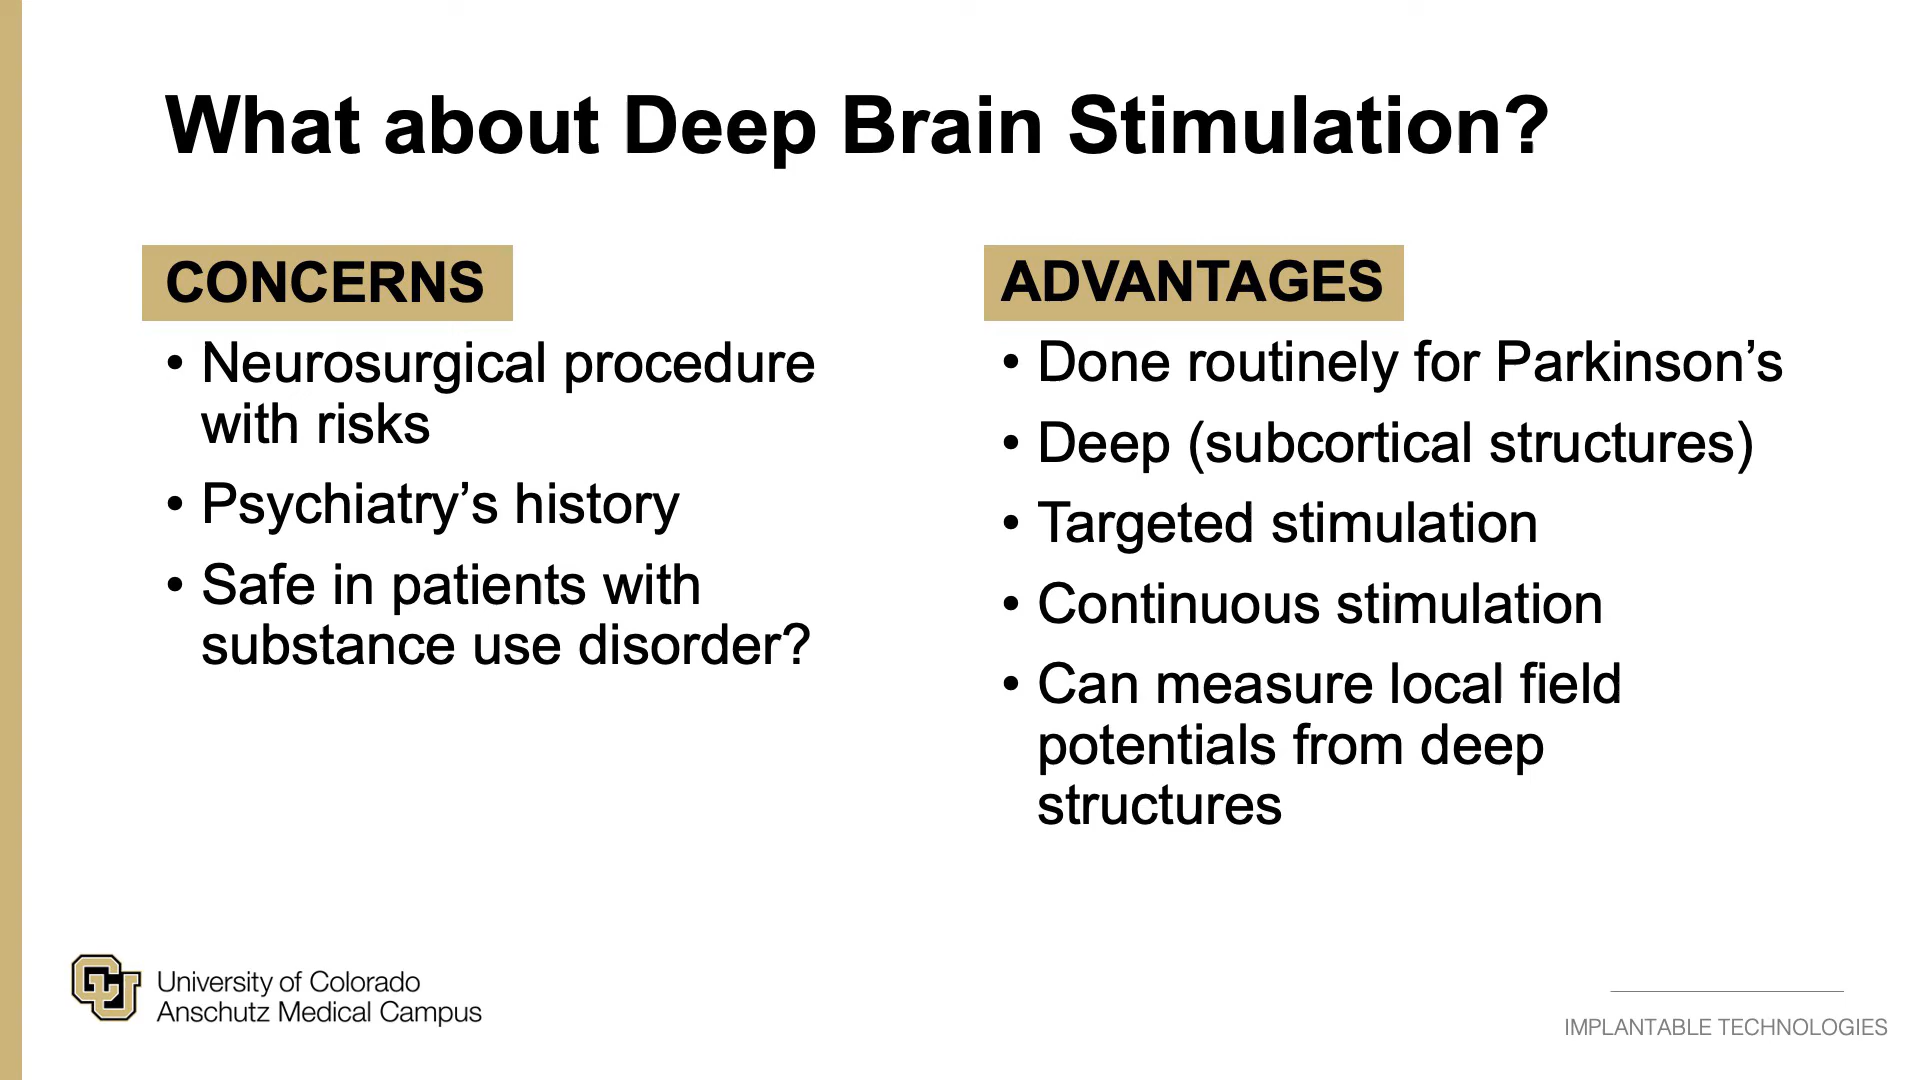 What about Deep Brain Stimulation?
CONCERNS
• Neurosurgical procedure
with risks
• Psychiatry’s history
• Safe in patients with
substance use disorder?
ADVANTAGES
• Done routinely for Parkinson’s
• Deep (subcortical structures)
• Targeted stimulation
• Continuous stimulation
• Can measure local field
potentials from deep
structures
CU
University of Colorado
Anschutz Medical Campus
IMPLANTABLE TECHNOLOGIES